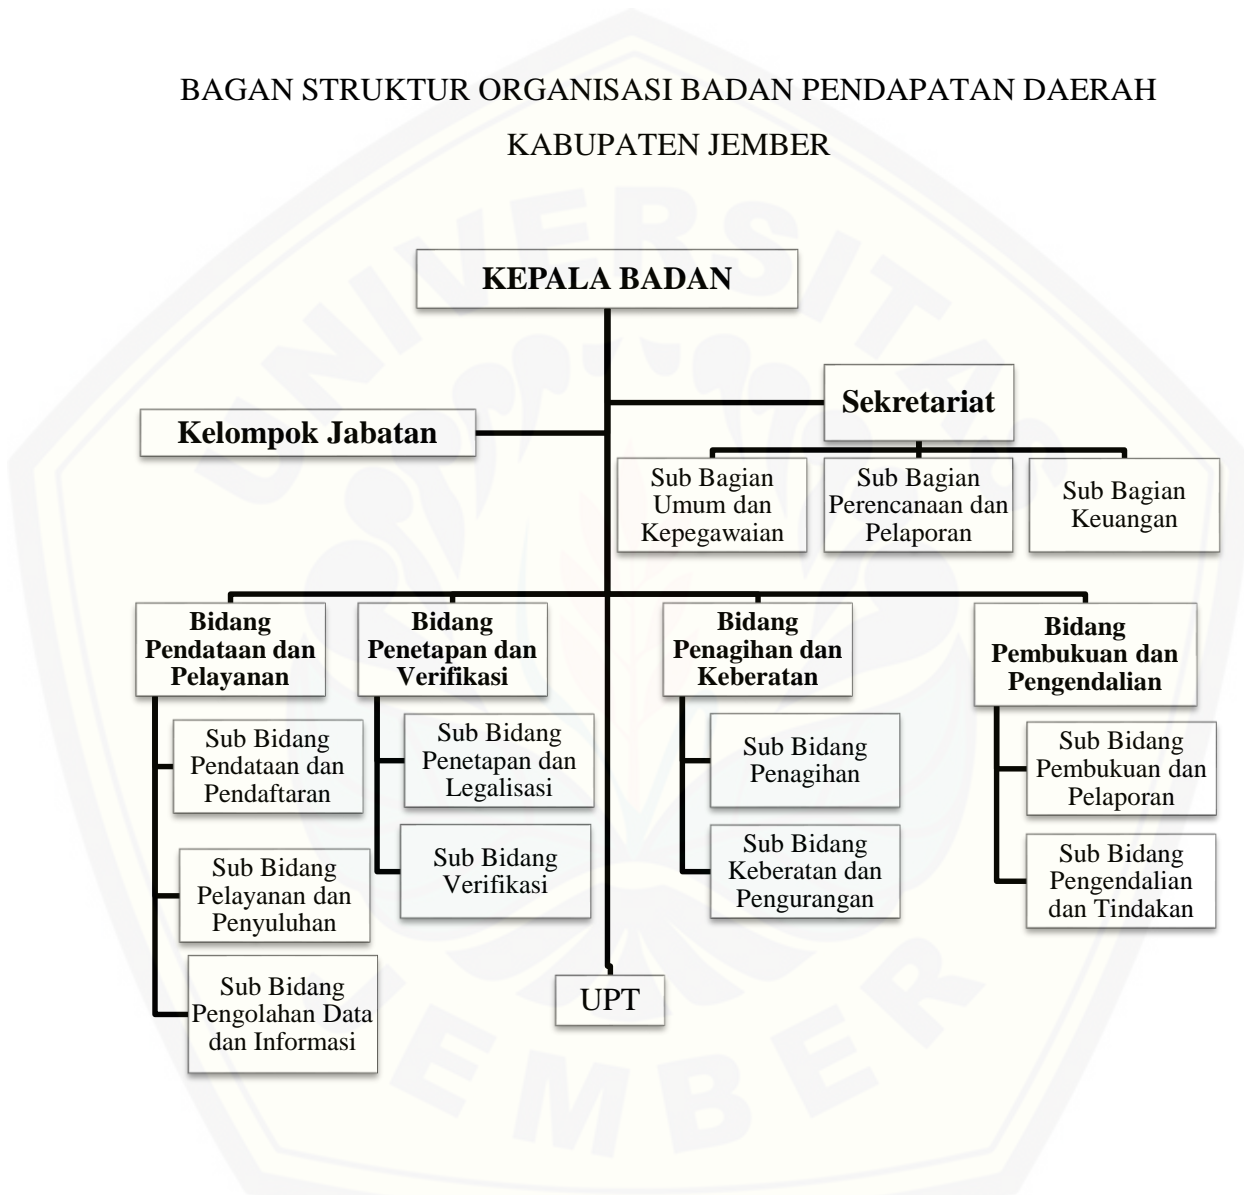 BAGAN STRUKTUR ORGANISASI BADAN PENDAPATAN DAERAH
KABUPATEN JEMBER
KEPALA BADAN
Sekretariat
Kelompok Jabatan
Sub Bagian
Umum dan
Kepegawaian
Sub Bagian
Perencanaan dan
Pelaporan
Sub Bagian
Keuangan
Bidang
Pendataan dan
Pelayanan
Bidang
Penetapan dan
Verifikasi
Bidang
Penagihan dan
Keberatan
Bidang
Pembukuan dan
Pengendalian
Sub Bidang
Pendataan dan
Pendaftaran
Sub Bidang
Penetapan dan
Legalisasi
Sub Bidang
Penagihan
Sub Bidang
Pembukuan dan
Pelaporan
Sub Bidang
Pelayanan dan
Penyuluhan
Sub Bidang
Verifikasi
Sub Bidang
Keberatan dan
Pengurangan
Sub Bidang
Pengendalian
dan Tindakan
Sub Bidang
Pengolahan Data
dan Informasi
UPT
UNIVERSITAS
JEMBER